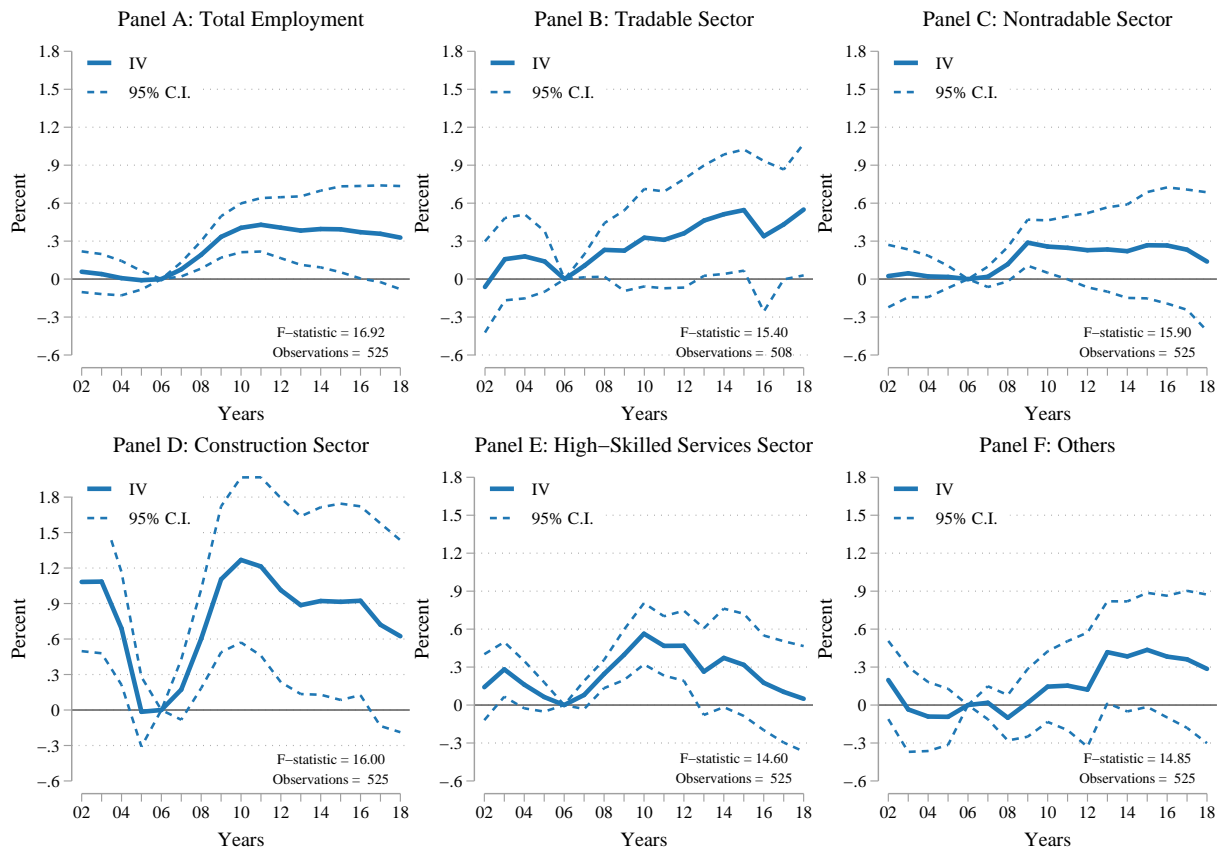 Panel A: Total Employment
1.8
1.5
1.2
.9
.6
.3
0
−.3
−.6
Percent
IV
95% C.I.
F−statistic = 16.92
Observations = 525
02 04 06 08 10 12 14 16 18
Years
Panel B: Tradable Sector
1.8
1.5
1.2
.9
.6
.3
0
−.3
−.6
Percent
IV
95% C.I.
F−statistic = 15.40
Observations = 508
02 04 06 08 10 12 14 16 18
Years
Panel C: Nontradable Sector
1.8
1.5
1.2
.9
.6
.3
0
−.3
−.6
Percent
IV
95% C.I.
F−statistic = 15.90
Observations = 525
02 04 06 08 10 12 14 16 18
Years
Panel D: Construction Sector
1.8
1.5
1.2
.9
.6
.3
0
−.3
−.6
Percent
IV
95% C.I.
F−statistic = 16.00
Observations = 525
02 04 06 08 10 12 14 16 18
Years
Panel E: High−Skilled Services Sector
1.8
1.5
1.2
.9
.6
.3
0
−.3
−.6
Percent
IV
95% C.I.
F−statistic = 14.60
Observations = 525
02 04 06 08 10 12 14 16 18
Years
Panel F: Others
1.8
1.5
1.2
.9
.6
.3
0
−.3
−.6
Percent
IV
95% C.I.
F−statistic = 14.85
Observations = 525
02 04 06 08 10 12 14 16 18
Years